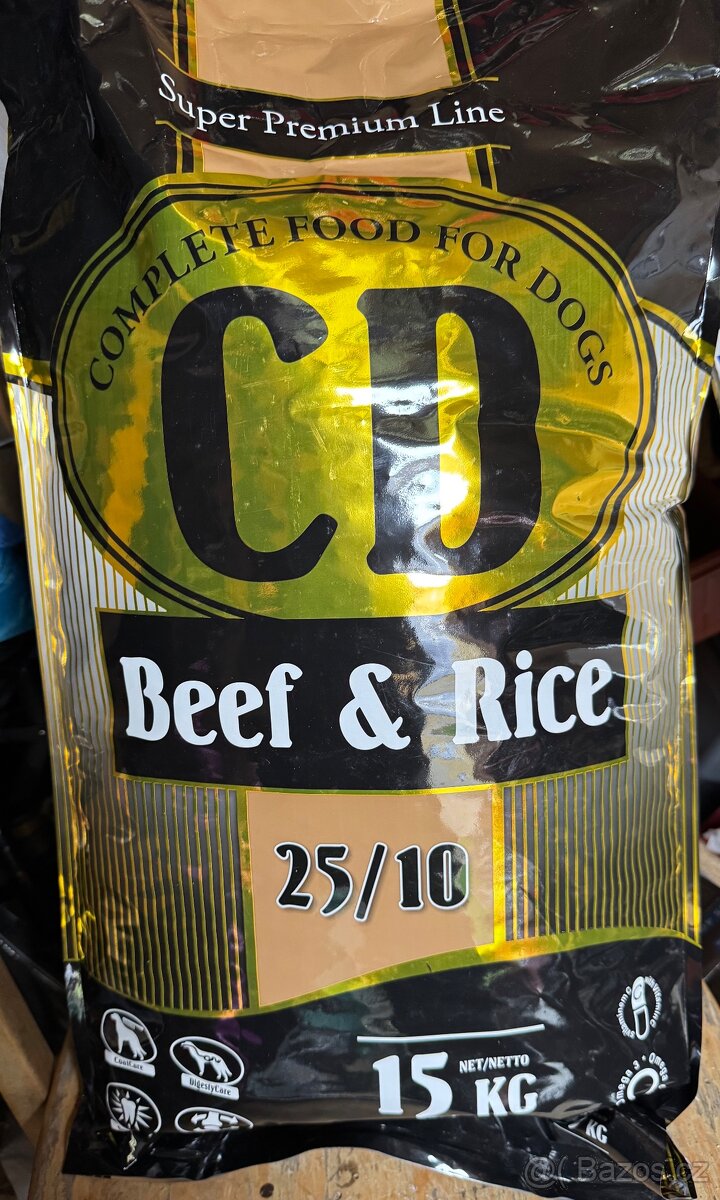 Super Premium Line
COMPLETE FOOD FOR DOGS
CD
Beef & Rice
25/10
CoatCare
DigestyCare
15 NET/NETTO KG
Omega 3 • Omega
KG
Bazos.cz